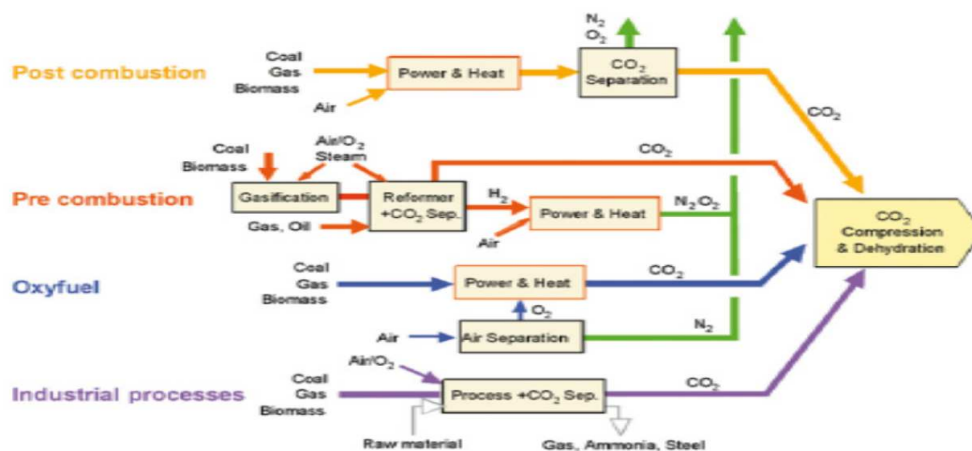 N₂
O₂
Post combustion
Coal
Gas
Biomass
Air
Power & Heat
CO₂
Separation
CO₂
Pre combustion
Coal
Biomass
Air/O₂
Steam
Gasification
Gas, Oil
Reformer
+CO₂ Sep.
CO₂
H₂
Air
Power & Heat
N₂O₂
CO₂
Compression
& Dehydration
Oxyfuel
Coal
Gas
Biomass
Power & Heat
CO₂
O₂
Air
Air Separation
N₂
Industrial processes
Coal
Gas
Biomass
Air/O₂
Process +CO₂ Sep.
CO₂
Raw material
Gas, Ammonia, Steel